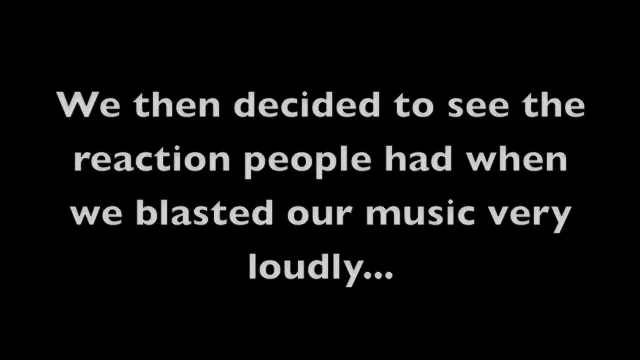 We then decided to see the
reaction people had when
we blasted our music very
loudly...